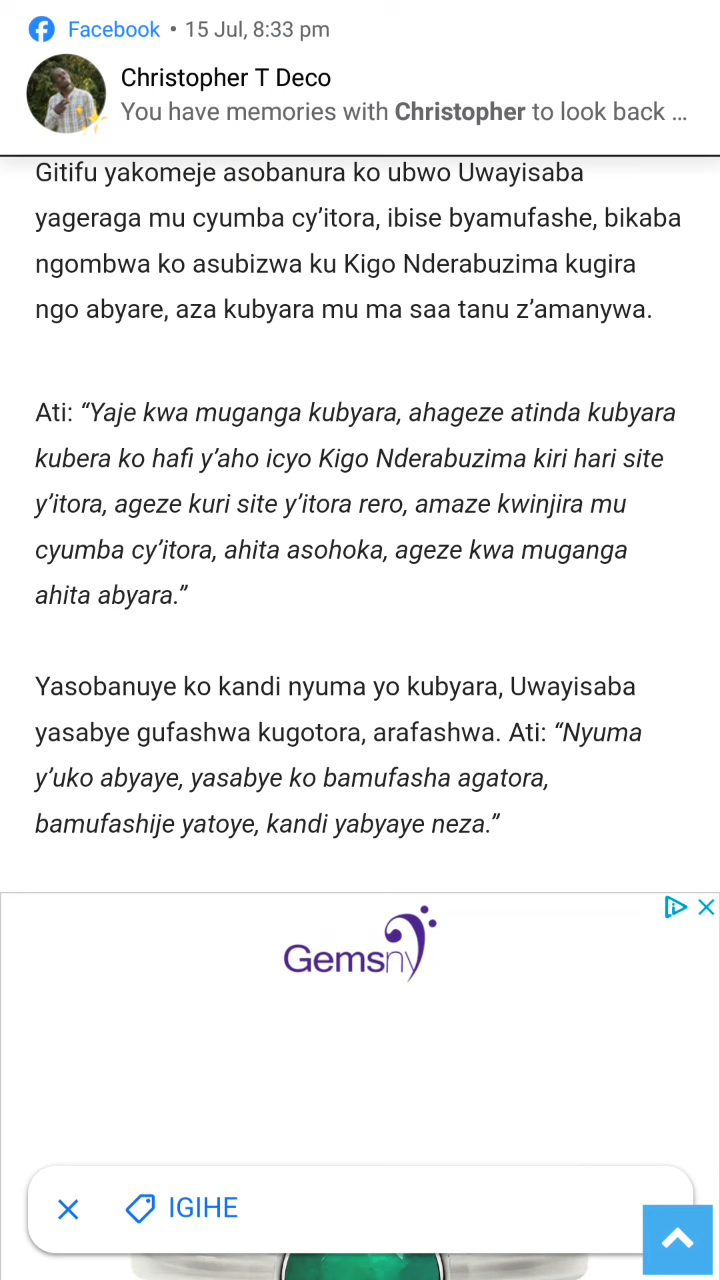 Facebook • 15 Jul, 8:33 pm
Christopher T Deco
You have memories with Christopher to look back ...
Gitifu yakomeje asobanura ko ubwo Uwayisaba
yageraga mu cyumba cy’itora, ibise byamufashe, bikaba
ngombwa ko asubizwa ku Kigo Nderabuzima kugira
ngo abyare, aza kubyara mu ma saa tanu z’amanywa.
Ati: “Yaje kwa muganga kubyara, ahageze atinda kubyara
kubera ko hafi y’aho icyo Kigo Nderabuzima kiri hari site
y’itora, ageze kuri site y’itora rero, amaze kwinjira mu
cyumba cy’itora, ahita asohoka, ageze kwa muganga
ahita abyara.”
Yasobanuye ko kandi nyuma yo kubyara, Uwayisaba
yasabye gufashwa kugotora, arafashwa. Ati: “Nyuma
y’uko abyaye, yasabye ko bamufasha agatora,
bamufashije yatoye, kandi yabyaye neza.”
Gemsny
IGIHE